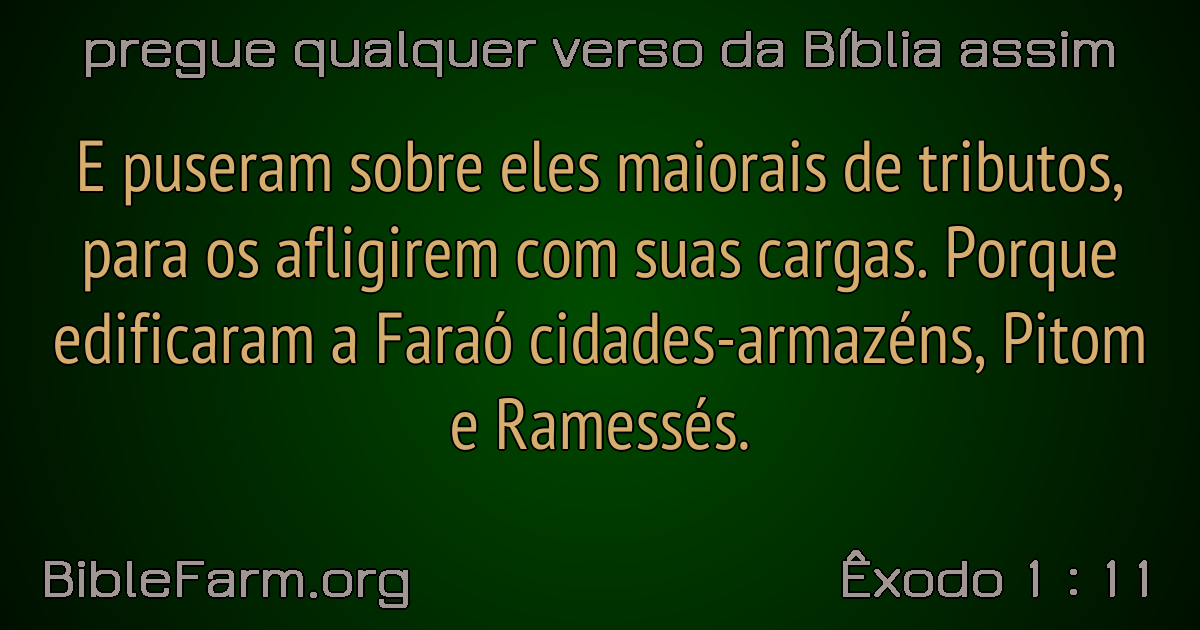 pregue qualquer verso da Bíblia assim
E puseram sobre eles maiorais de tributos,
para os afligirem com suas cargas. Porque
edificaram a Faraó cidades-armazéns, Pitom
e Ramessés.
BibleFarm.org
Êxodo 1 : 11